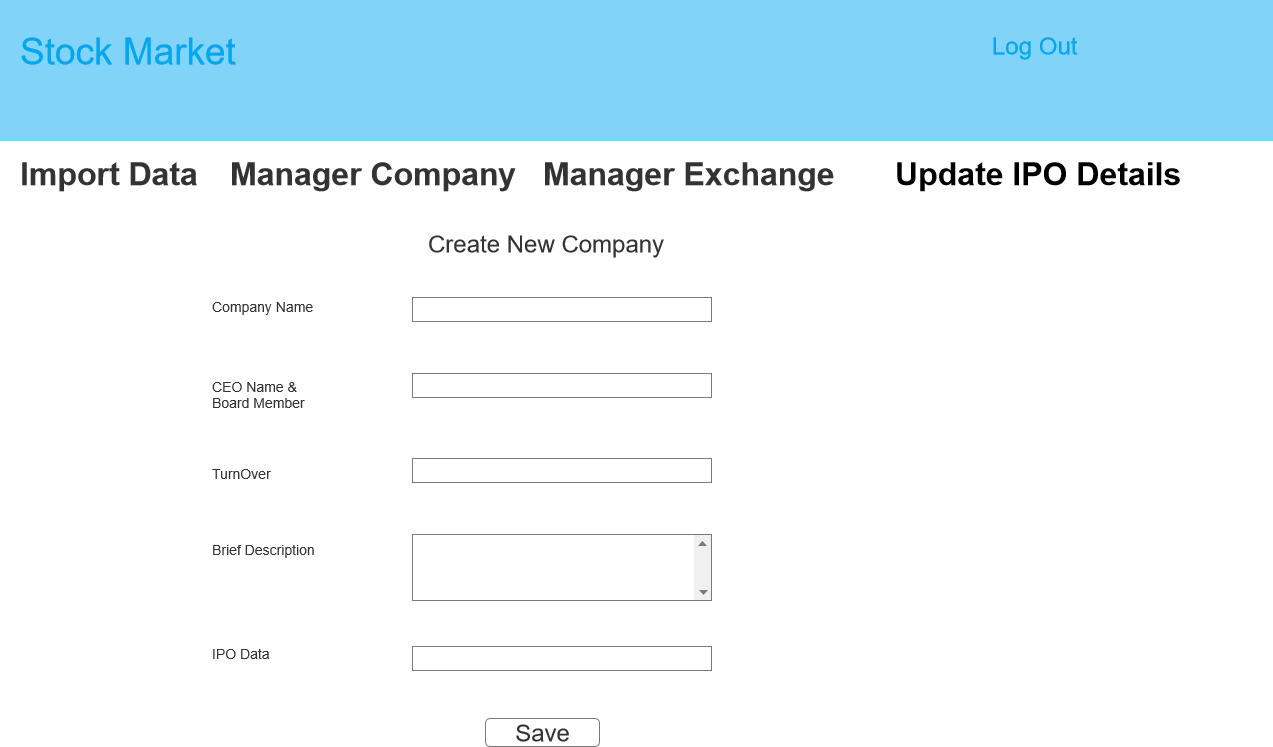 Stock Market
Log Out
Import Data
Manager Company
Manager Exchange
Update IPO Details
Create New Company
Company Name
CEO Name &
Board Member
TurnOver
Brief Description
IPO Data
Save